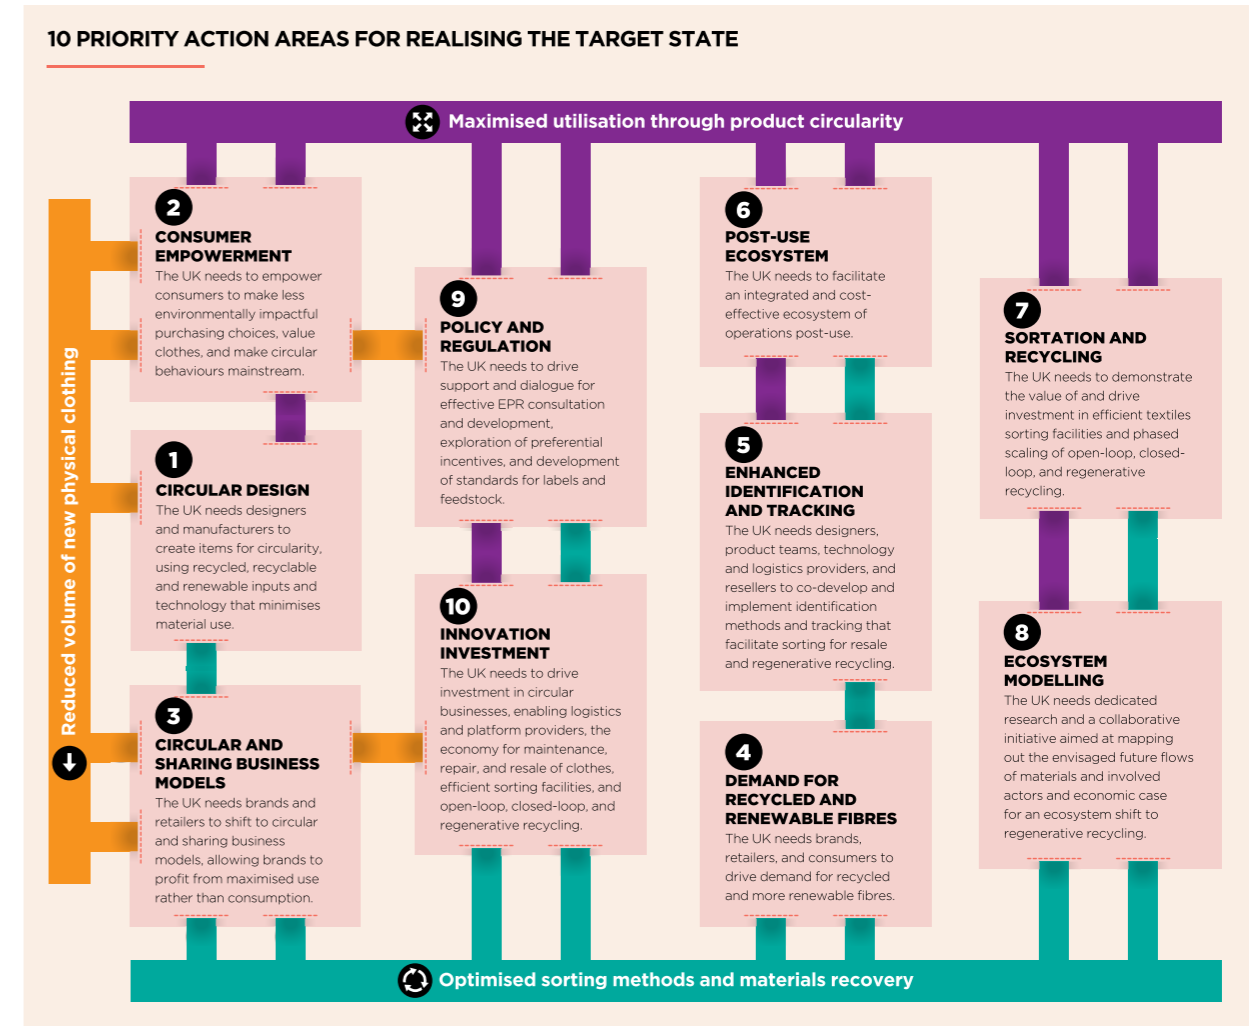 10 PRIORITY ACTION AREAS FOR REALISING THE TARGET STATE
Maximised utilisation through product circularity
Reduced volume of new physical clothing
2
CONSUMER
EMPOWERMENT
The UK needs to empower
consumers to make less
environmentally impactful
purchasing choices, value
clothes, and make circular
behaviours mainstream.
1
CIRCULAR DESIGN
The UK needs designers
and manufacturers to
create items for circularity,
using recycled, recyclable
and renewable inputs and
technology that minimises
material use.
3
CIRCULAR AND
SHARING BUSINESS
MODELS
The UK needs brands and
retailers to shift to circular
and sharing business
models, allowing brands to
profit from maximised use
rather than consumption.
9
POLICY AND
REGULATION
The UK needs to drive
support and dialogue for
effective EPR consultation
and development,
exploration of preferential
incentives, and development
of standards for labels and
feedstock.
10
INNOVATION
INVESTMENT
The UK needs to drive
investment in circular
businesses, enabling logistics
and platform providers, the
economy for maintenance,
repair, and resale of clothes,
efficient sorting facilities, and
open-loop, closed-loop, and
regenerative recycling.
6
POST-USE
ECOSYSTEM
The UK needs to facilitate
an integrated and cost-
effective ecosystem of
operations post-use.
5
ENHANCED
IDENTIFICATION
AND TRACKING
The UK needs designers,
product teams, technology
and logistics providers, and
resellers to co-develop and
implement identification
methods and tracking that
facilitate sorting for resale
and regenerative recycling.
4
DEMAND FOR
RECYCLED AND
RENEWABLE FIBRES
The UK needs brands,
retailers, and consumers to
drive demand for recycled
and more renewable fibres.
7
SORTATION AND
RECYCLING
The UK needs to demonstrate
the value of and drive
investment in efficient textiles
sorting facilities and phased
scaling of open-loop, closed-
loop, and regenerative
recycling.
8
ECOSYSTEM
MODELLING
The UK needs dedicated
research and a collaborative
initiative aimed at mapping
out the envisaged future flows
of materials and involved
actors and economic case
for an ecosystem shift to
regenerative recycling.
Optimised sorting methods and materials recovery